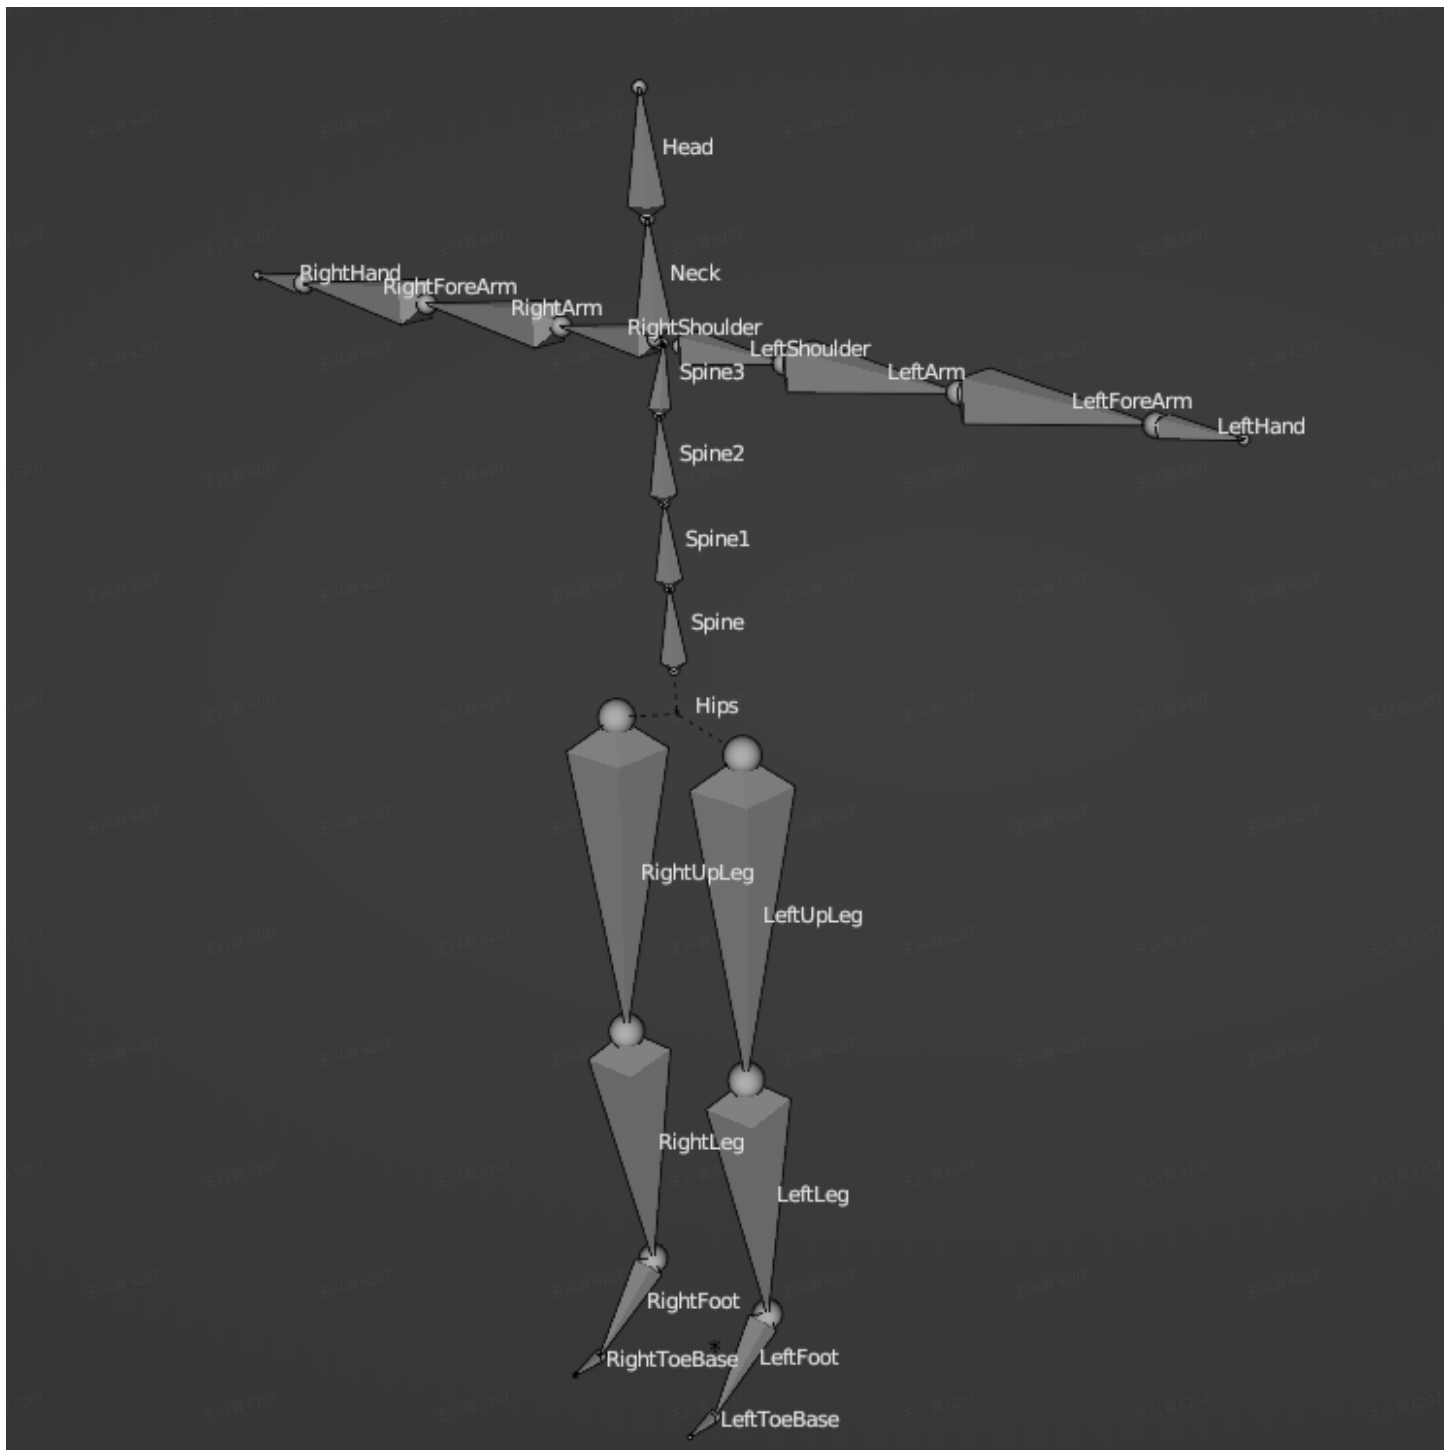 Head
Neck
RightHand
RightForeArm
RightArm
RightShoulder
LeftShoulder
Spine3
LeftArm
LeftForeArm
LeftHand
Spine2
Spine1
Spine
Hips
RightUpLeg
LeftUpLeg
RightLeg
LeftLeg
RightFoot
RightToeBase
LeftFoot
LeftToeBase